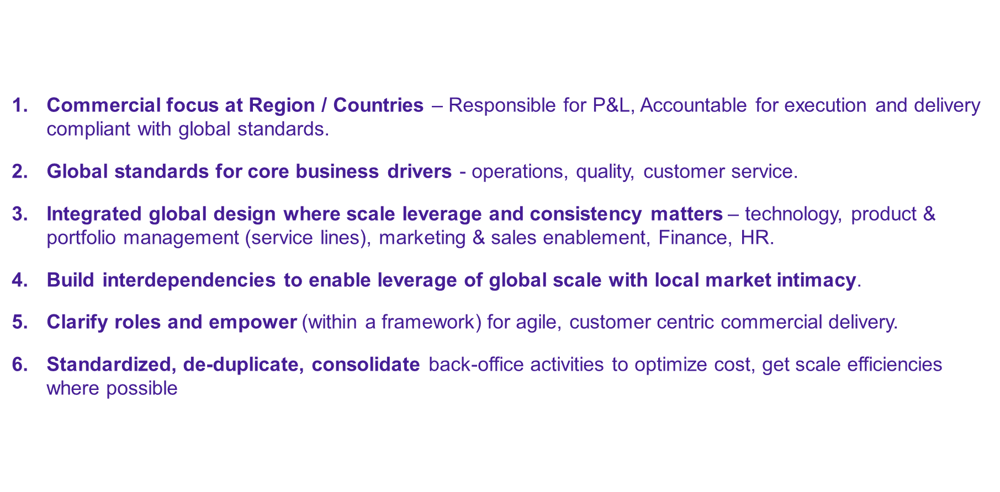 1. Commercial focus at Region / Countries – Responsible for P&L, Accountable for execution and delivery
compliant with global standards.
2. Global standards for core business drivers - operations, quality, customer service.
3. Integrated global design where scale leverage and consistency matters – technology, product &
portfolio management (service lines), marketing & sales enablement, Finance, HR.
4. Build interdependencies to enable leverage of global scale with local market intimacy.
5. Clarify roles and empower (within a framework) for agile, customer centric commercial delivery.
6. Standardized, de-duplicate, consolidate back-office activities to optimize cost, get scale efficiencies
where possible